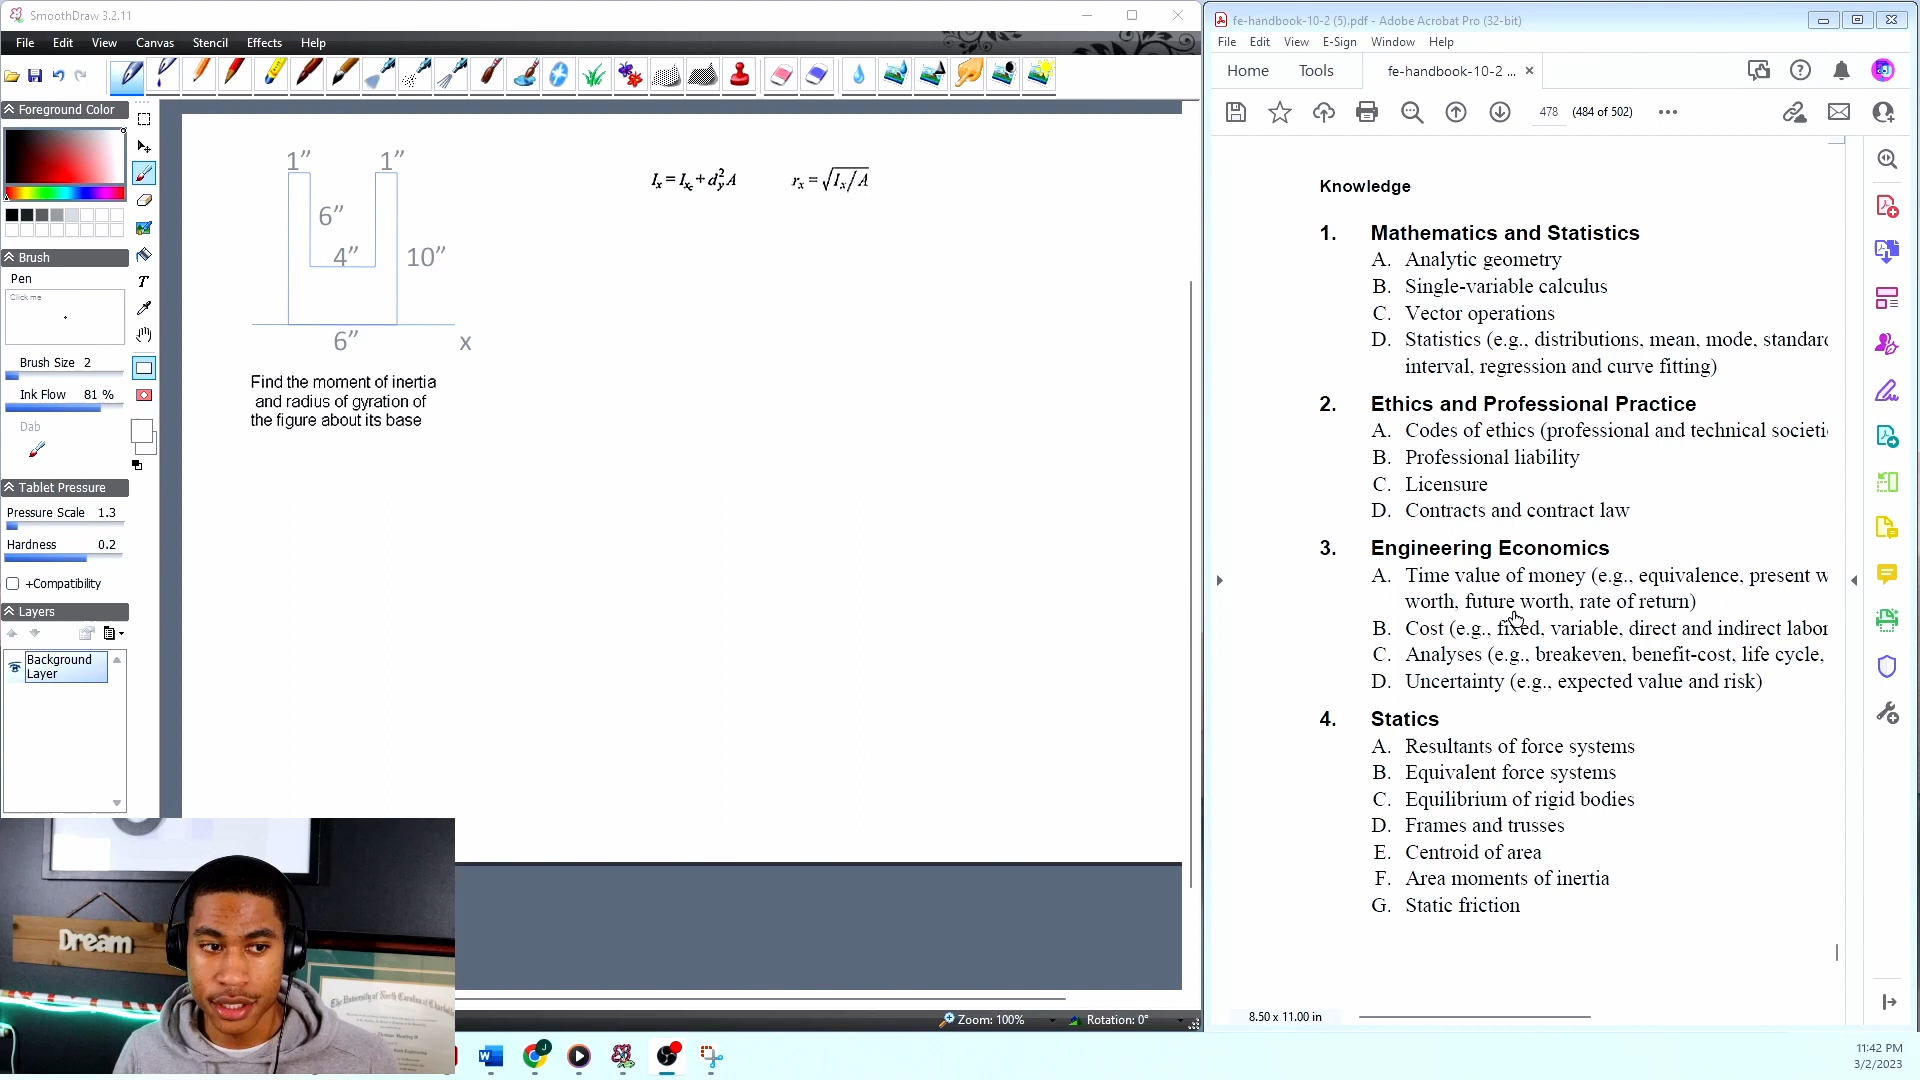 SmoothDraw 3.2.11
File Edit View Canvas Stencil Effects Help
Foreground Color
Brush
Pen
Click me
Brush Size 2
Ink Flow 81 %
Dab
Tablet Pressure
Pressure Scale 1.3
Hardness 0.2
+Compatibility
Layers
Background
Layer
1” 1”
6”
4” 10”
6” x
Find the moment of inertia
and radius of gyration of
the figure about its base
I_x = I_{x_c} + d_y^2 A r_x = √(I_x/A)
Dream
Zoom: 100% Rotation: 0°
fe-handbook-10-2 (5).pdf - Adobe Acrobat Pro (32-bit)
File Edit View E-Sign Window Help
Home Tools fe-handbook-10-2 ...
478 (484 of 502)
Knowledge
1. Mathematics and Statistics
A. Analytic geometry
B. Single-variable calculus
C. Vector operations
D. Statistics (e.g., distributions, mean, mode, standard
interval, regression and curve fitting)
2. Ethics and Professional Practice
A. Codes of ethics (professional and technical societi
B. Professional liability
C. Licensure
D. Contracts and contract law
3. Engineering Economics
A. Time value of money (e.g., equivalence, present w
worth, future worth, rate of return)
B. Cost (e.g., fixed, variable, direct and indirect labor
C. Analyses (e.g., breakeven, benefit-cost, life cycle,
D. Uncertainty (e.g., expected value and risk)
4. Statics
A. Resultants of force systems
B. Equivalent force systems
C. Equilibrium of rigid bodies
D. Frames and trusses
E. Centroid of area
F. Area moments of inertia
G. Static friction
8.50 x 11.00 in
11:42 PM
3/2/2023